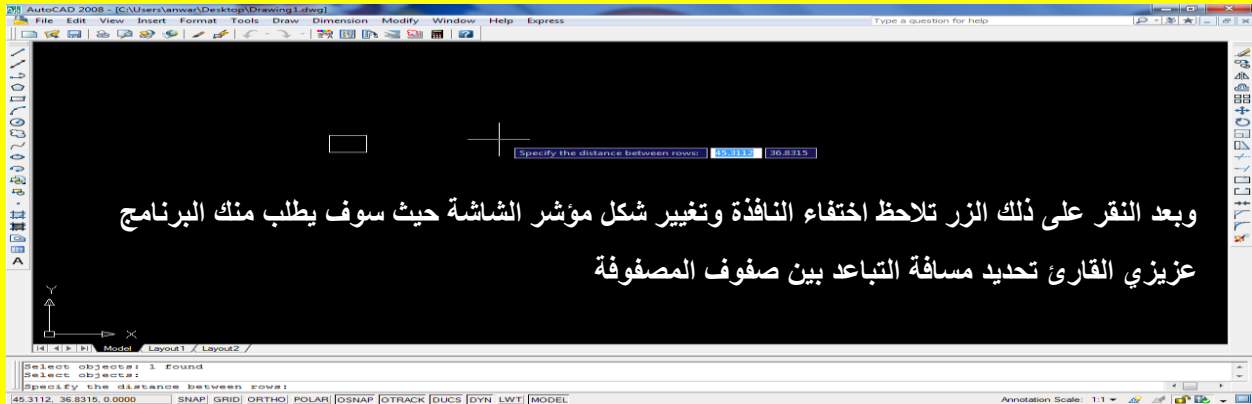 AutoCAD 2008 - [C:\Users\anwar\Desktop\Drawing1.dwg]
File Edit View Insert Format Tools Draw Dimension Modify Window Help Express Type a question for help
Specify the distance between rows: 45.3112 36.8315
وبعد النقر على ذلك الزر تلاحظ اختفاء النافذة وتغيير شكل مؤشر الشاشة حيث سوف يطلب منك البرنامج
عزيزي القارئ تحديد مسافة التباعد بين صفوف المصفوفة
Y
X
Model Layout1 Layout2
Select objects: 1 found
Select objects:
Specify the distance between rows:
45.3112, 36.8315, 0.0000 SNAP GRID ORTHO POLAR OSNAP OTRACK DUCS DYN LWT MODEL Annotation Scale: 1:1